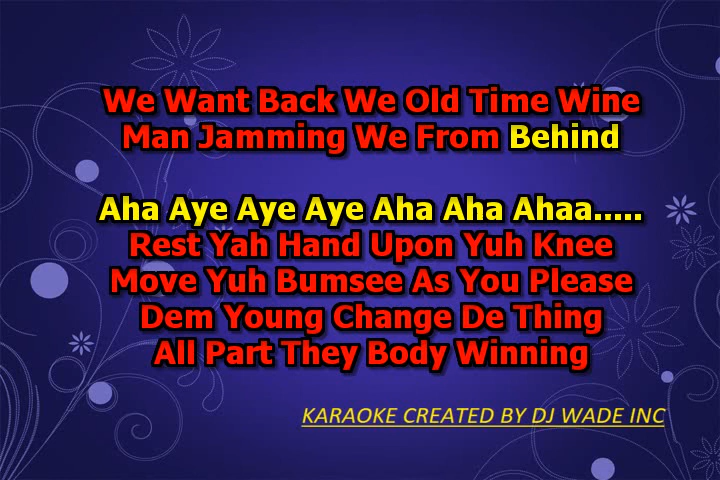 We Want Back We Old Time Wine
Man Jamming We From Behind
Aha Aye Aye Aye Aha Aha Ahaa.....
Rest Yah Hand Upon Yuh Knee
Move Yuh Bumsee As You Please
Dem Young Change De Thing
All Part They Body Winning
KARAOKE CREATED BY DJ WADE INC